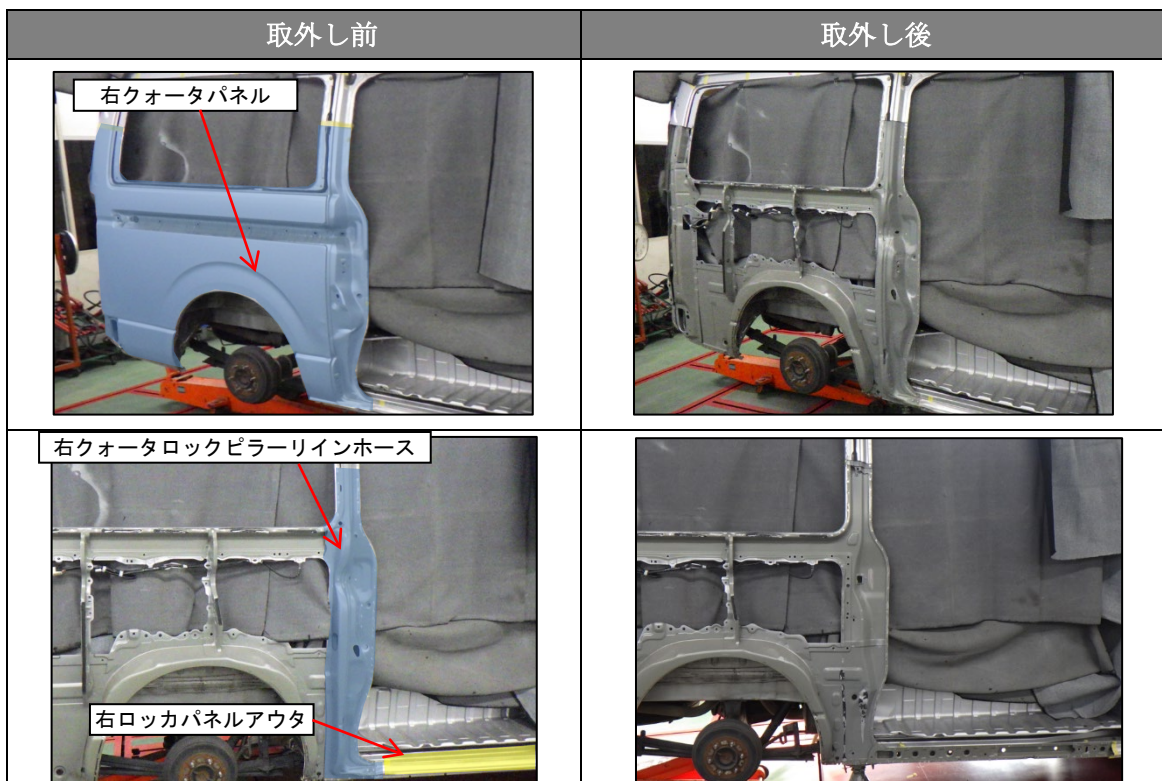 取外し前
取外し後
右クォータパネル
右クォータロックピラーリインホース
右ロッカパネルアウタ